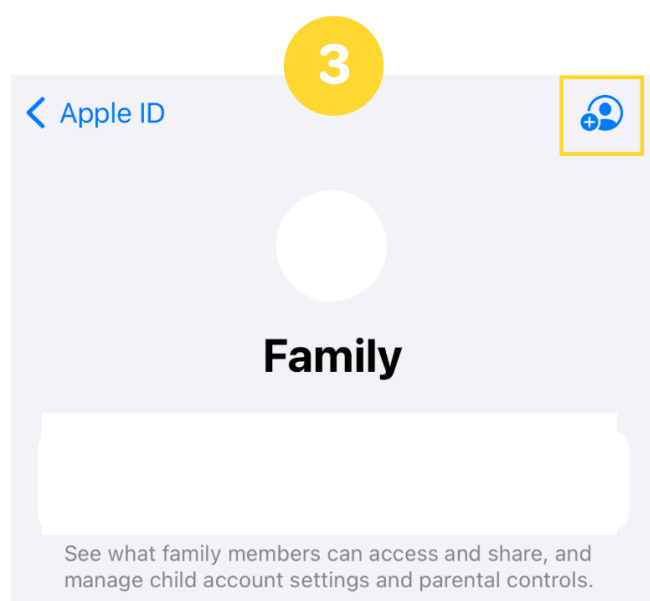 3
Apple ID
Family
See what family members can access and share, and
manage child account settings and parental controls.